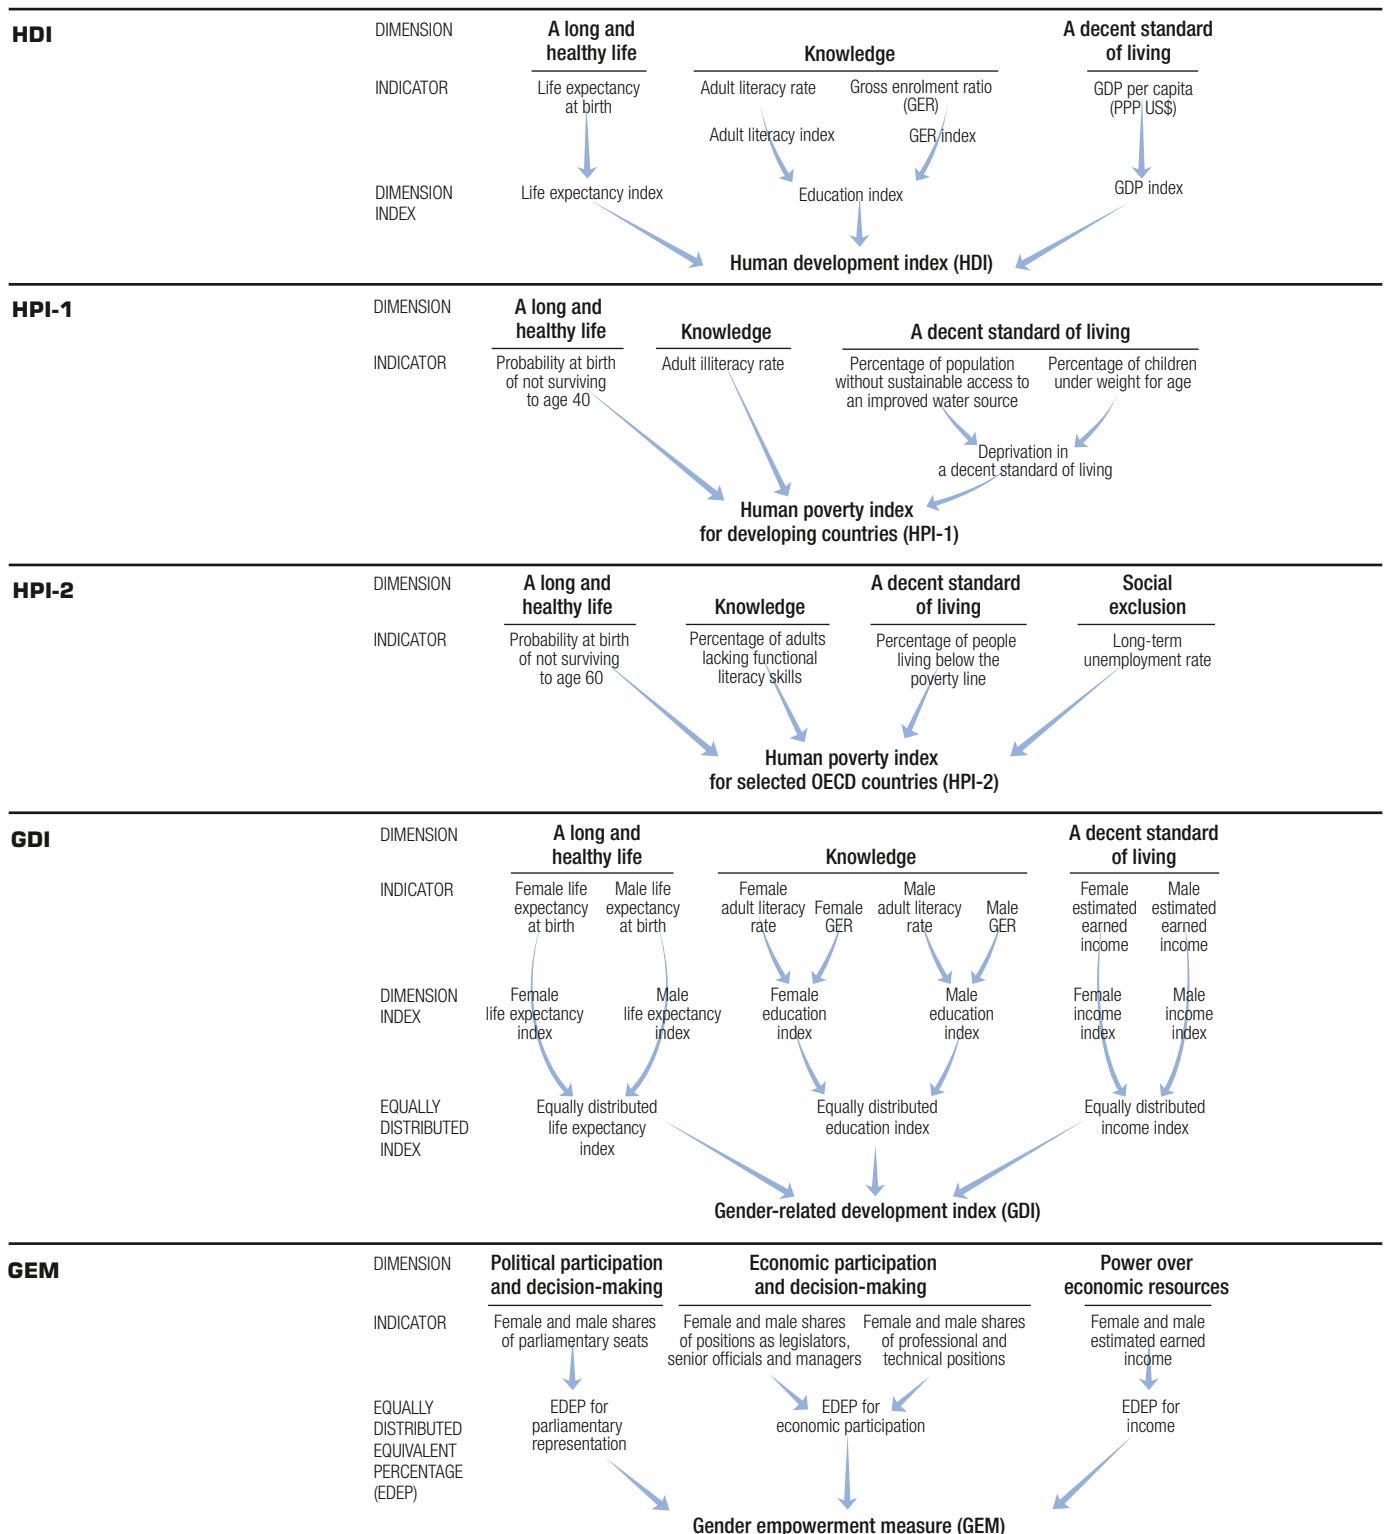 HDI
DIMENSION
A long and
healthy life
Knowledge
A decent standard
of living
INDICATOR
Life expectancy
at birth
Adult literacy rate
Gross enrolment ratio
(GER)
GDP per capita
(PPP US$)
Adult literacy index
GER index
DIMENSION
INDEX
Life expectancy index
Education index
GDP index
Human development index (HDI)
HPI-1
DIMENSION
A long and
healthy life
Knowledge
A decent standard of living
INDICATOR
Probability at birth
of not surviving
to age 40
Adult illiteracy rate
Percentage of population
without sustainable access to
an improved water source
Percentage of children
under weight for age
Deprivation in
a decent standard of living
Human poverty index
for developing countries (HPI-1)
HPI-2
DIMENSION
A long and
healthy life
Knowledge
A decent standard
of living
Social
exclusion
INDICATOR
Probability at birth
of not surviving
to age 60
Percentage of adults
lacking functional
literacy skills
Percentage of people
living below the
poverty line
Long-term
unemployment rate
Human poverty index
for selected OECD countries (HPI-2)
GDI
DIMENSION
A long and
healthy life
Knowledge
A decent standard
of living
INDICATOR
Female life
expectancy
at birth
Male life
expectancy
at birth
Female
adult literacy
rate
Female
GER
Male
adult literacy
rate
Male
GER
Female
estimated
earned
income
Male
estimated
earned
income
DIMENSION
INDEX
Female
life expectancy
index
Male
life expectancy
index
Female
education
index
Male
education
index
Female
income
index
Male
income
index
EQUALLY
DISTRIBUTED
INDEX
Equally distributed
life expectancy
index
Equally distributed
education index
Equally distributed
income index
Gender-related development index (GDI)
GEM
DIMENSION
Political participation
and decision-making
Economic participation
and decision-making
Power over
economic resources
INDICATOR
Female and male shares
of parliamentary seats
Female and male shares
of positions as legislators,
senior officials and managers
Female and male shares
of professional and
technical positions
Female and male
estimated earned
income
EQUALLY
DISTRIBUTED
EQUIVALENT
PERCENTAGE
(EDEP)
EDEP for
parliamentary
representation
EDEP for
economic participation
EDEP for
income
Gender empowerment measure (GEM)